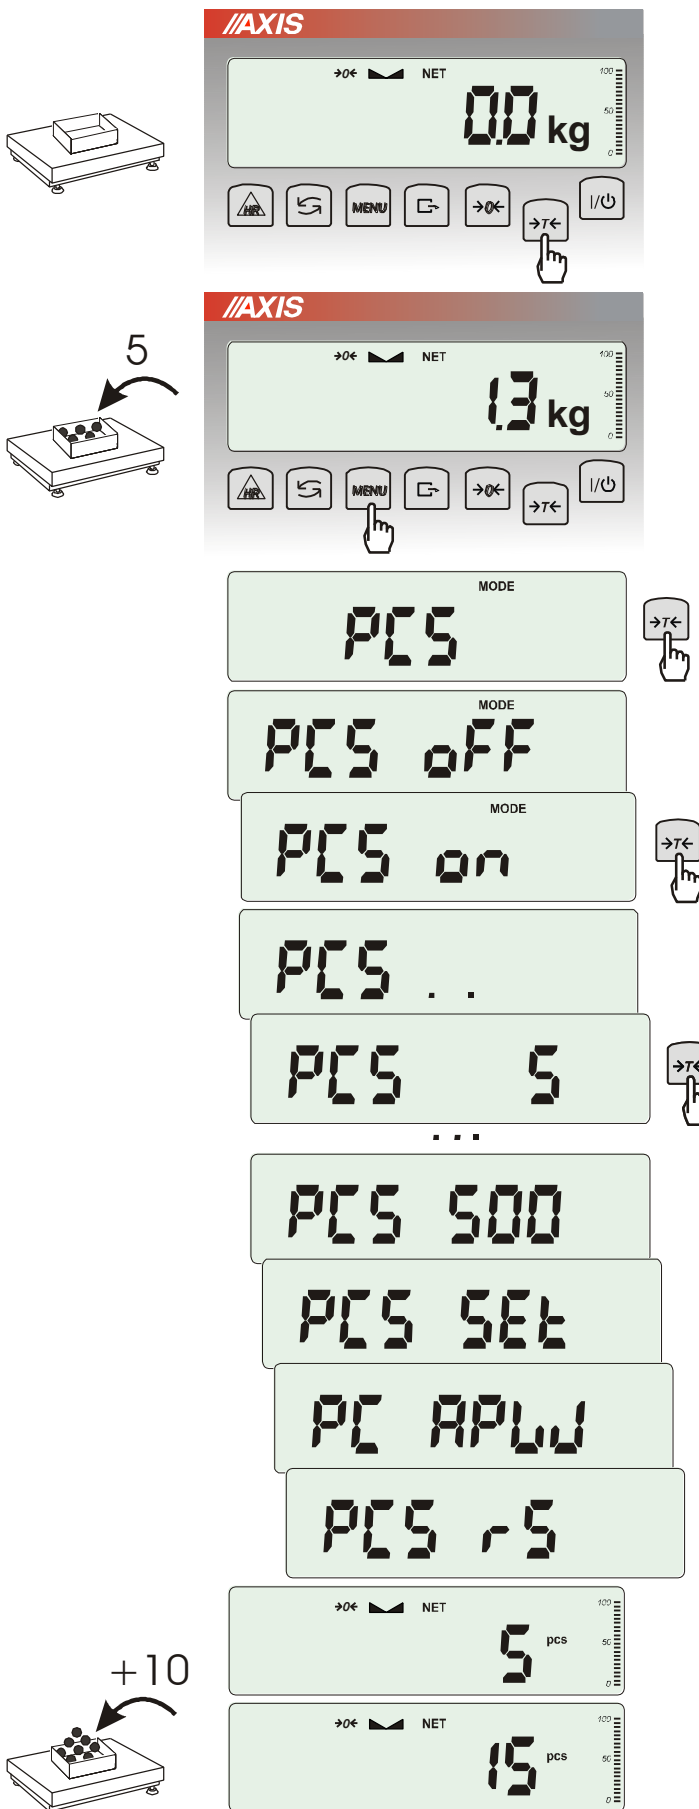 //AXIS
→0← NET 100
0.0 kg 50
0
HR MENU →0← →T← I/⏻
//AXIS
5
→0← NET 100
1.3 kg 50
0
HR MENU →0← →T← I/⏻
MODE
PCS
→T←
MODE
PCS oFF
MODE
PCS on
→T←
PCS . .
PCS 5
→T←
...
PCS 500
PCS SEt
PC APW
PCS rS
→0← NET 100
5 pcs 50
0
+10
→0← NET 100
15 pcs 50
0